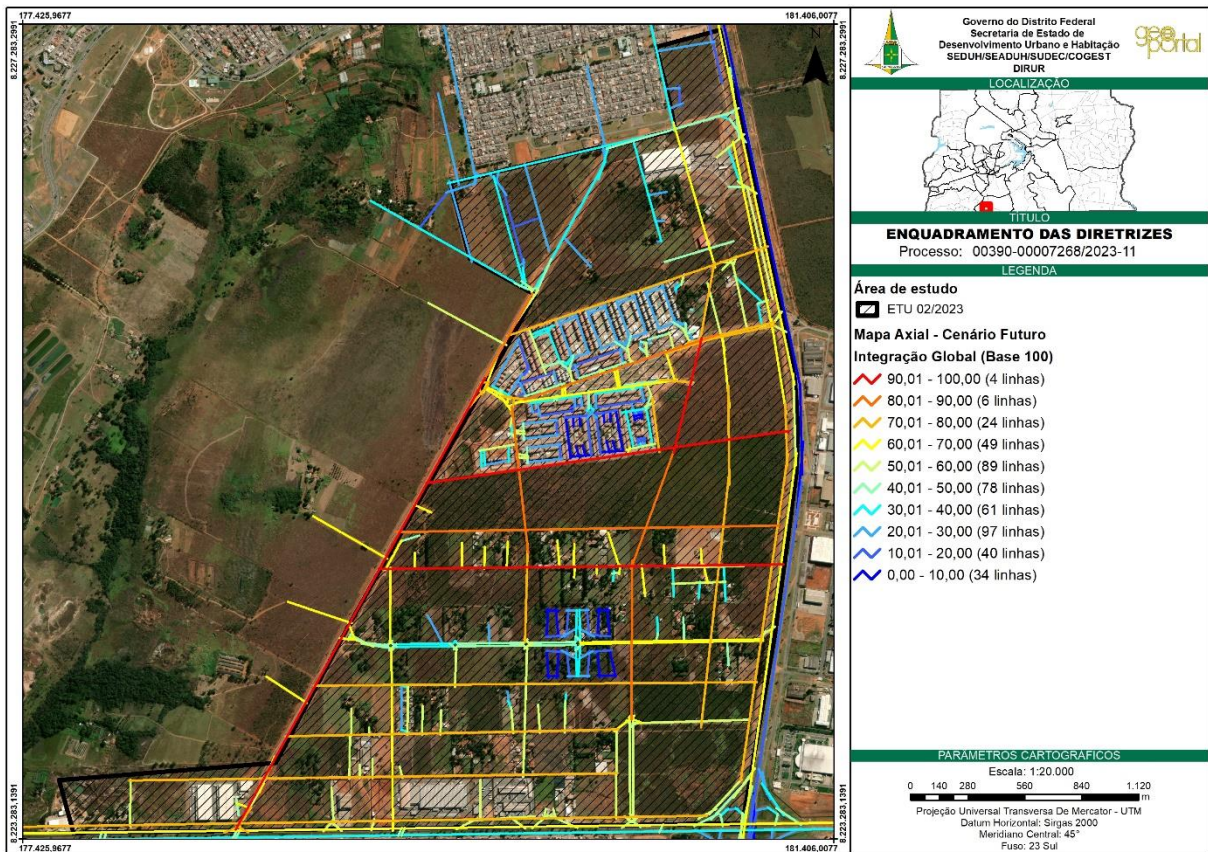 177.425,9677
181.406,0077
8.227.283,2991
8.227.283,2991
N
Governo do Distrito Federal
Secretaria de Estado de
Desenvolvimento Urbano e Habitação
SEDUH/SEADUH/SUDEC/COGEST
DIRUR
geo
portal
LOCALIZAÇÃO
TÍTULO
ENQUADRAMENTO DAS DIRETRIZES
Processo: 00390-00007268/2023-11
LEGENDA
Área de estudo
ETU 02/2023
Mapa Axial - Cenário Futuro
Integração Global (Base 100)
90,01 - 100,00 (4 linhas)
80,01 - 90,00 (6 linhas)
70,01 - 80,00 (24 linhas)
60,01 - 70,00 (49 linhas)
50,01 - 60,00 (89 linhas)
40,01 - 50,00 (78 linhas)
30,01 - 40,00 (61 linhas)
20,01 - 30,00 (97 linhas)
10,01 - 20,00 (40 linhas)
0,00 - 10,00 (34 linhas)
PARÂMETROS CARTOGRÁFICOS
Escala: 1:20.000
0 140 280 560 840 1.120
m
Projeção Universal Transversa De Mercator - UTM
Datum Horizontal: Sirgas 2000
Meridiano Central: 45°
Fuso: 23 Sul
8.223.283,1391
8.223.283,1391
177.425,9677
181.406,0077